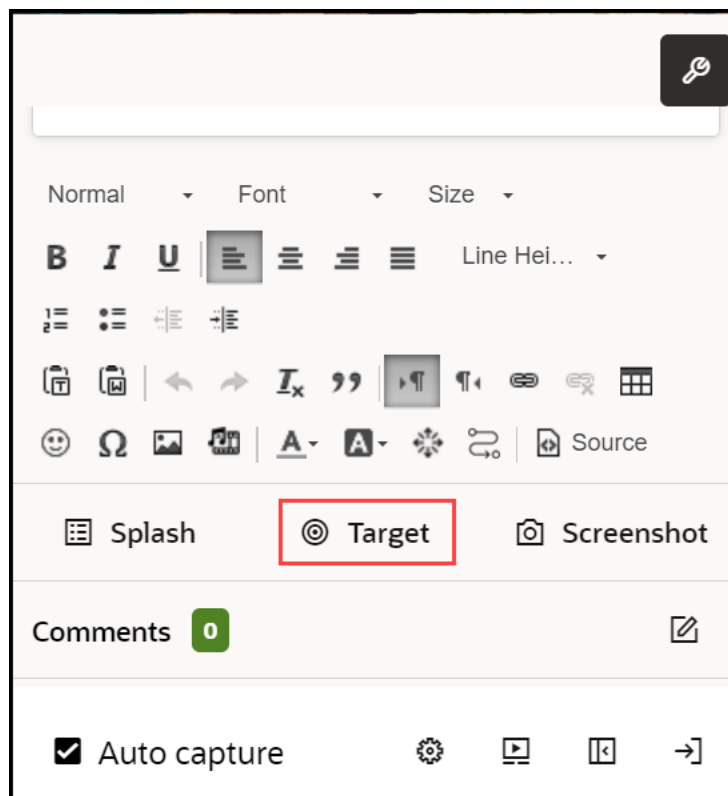 Normal Font Size
Line Hei...
Source
Splash Target Screenshot
Comments 0
Auto capture